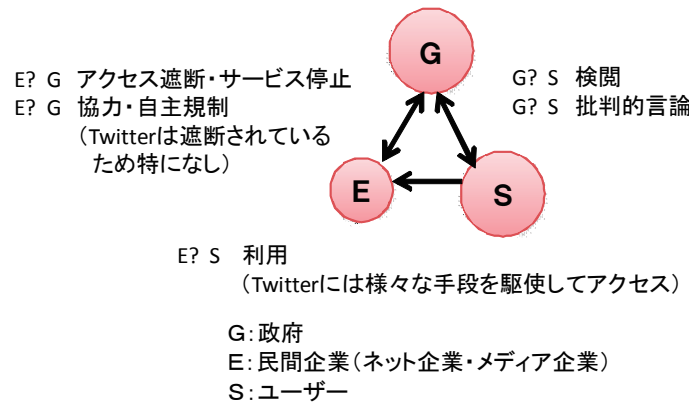 G
E? G アクセス遮断・サービス停止
E? G 協力・自主規制
（Twitterは遮断されている
ため特になし）
G? S 検閲
G? S 批判的言論
E
S
E? S 利用
（Twitterには様々な手段を駆使してアクセス）
G：政府
E：民間企業（ネット企業・メディア企業）
S：ユーザー